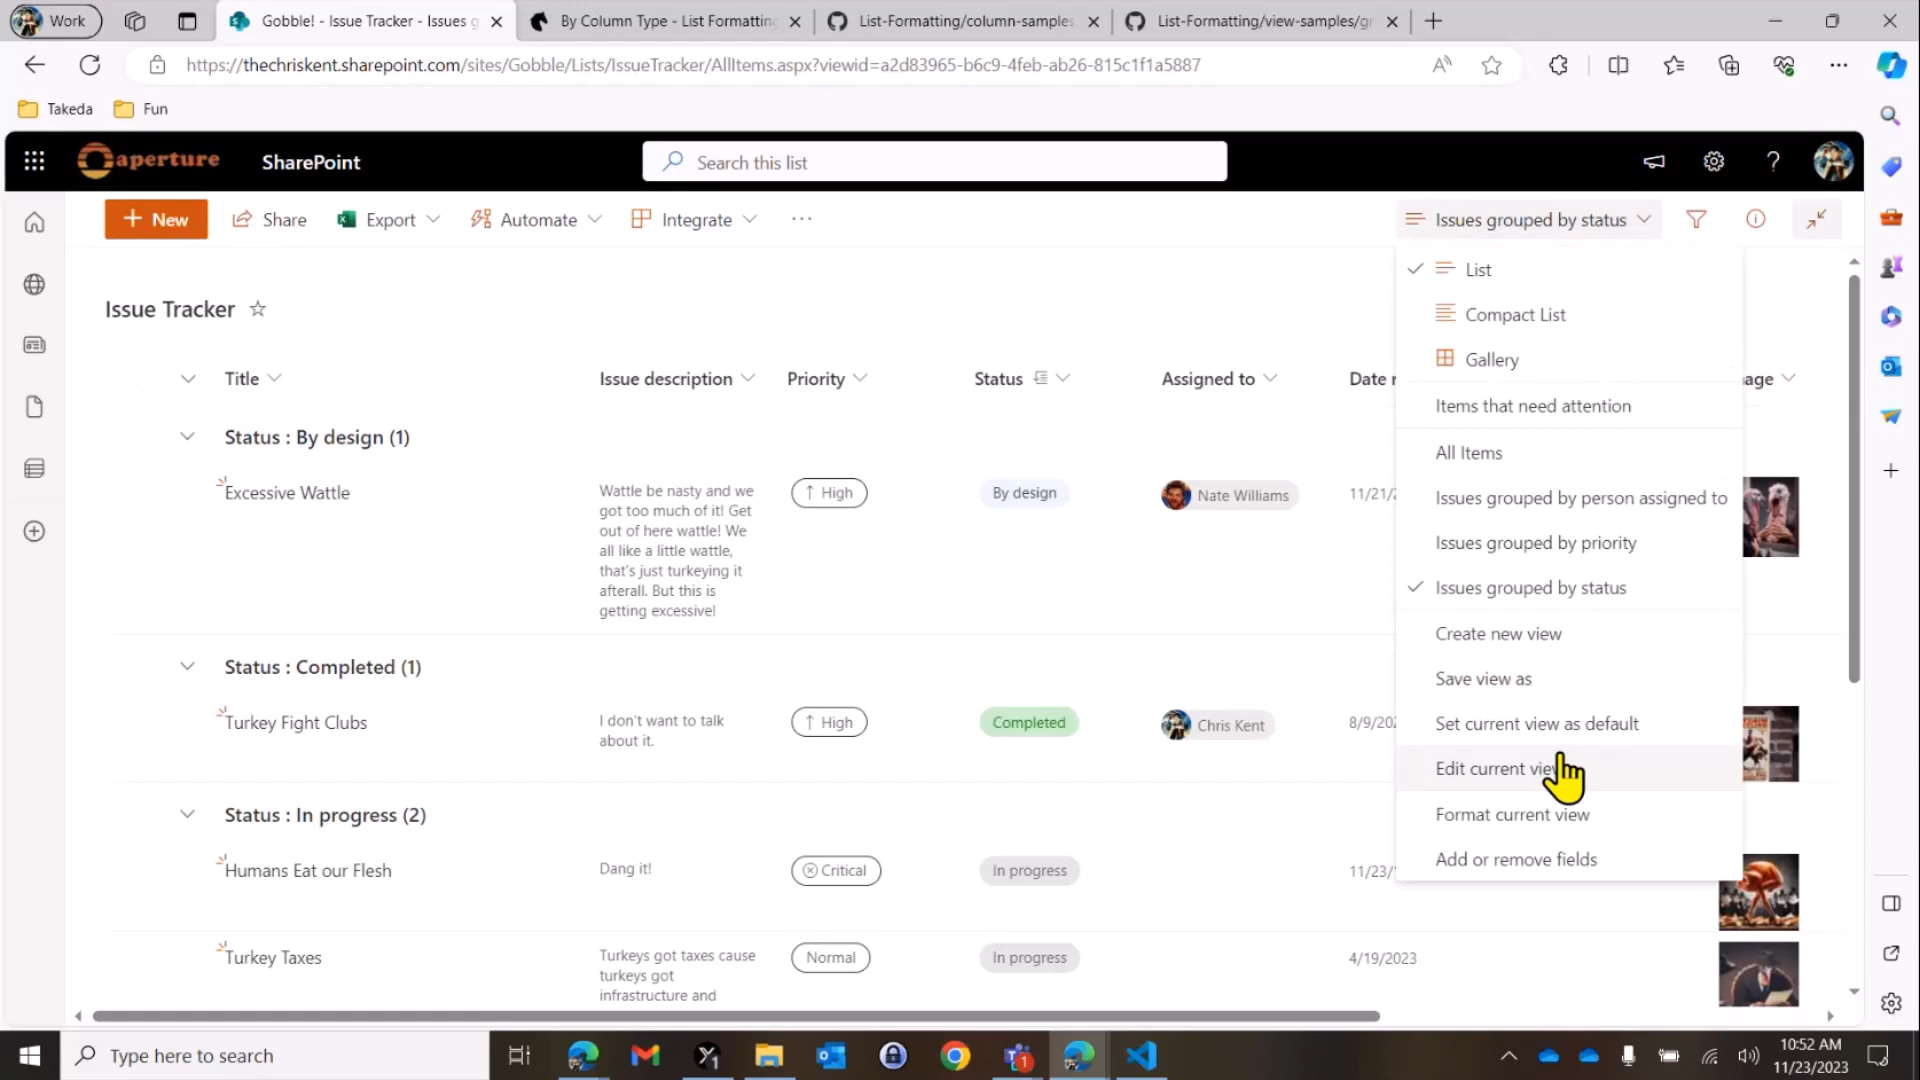 Work
Gobble! - Issue Tracker - Issues g
By Column Type - List Formatting
List-Formatting/column-samples
List-Formatting/view-samples/gr
https://thechriskent.sharepoint.com/sites/Gobble/Lists/IssueTracker/AllItems.aspx?viewid=a2d83965-b6c9-4feb-ab26-815c1f1a5887
Takeda
Fun
aperture
SharePoint
Search this list
New
Share
Export
Automate
Integrate
Issues grouped by status
List
Compact List
Gallery
Items that need attention
All Items
Issues grouped by person assigned to
Issues grouped by priority
Issues grouped by status
Create new view
Save view as
Set current view as default
Edit current view
Format current view
Add or remove fields
Issue Tracker
Title
Issue description
Priority
Status
Assigned to
Date r
age
Status : By design (1)
Excessive Wattle
Wattle be nasty and we
got too much of it! Get
out of here wattle! We
all like a little wattle,
that's just turkeying it
afterall. But this is
getting excessive!
High
By design
Nate Williams
11/21/2
Status : Completed (1)
Turkey Fight Clubs
I don't want to talk
about it.
High
Completed
Chris Kent
8/9/202
Status : In progress (2)
Humans Eat our Flesh
Dang it!
Critical
In progress
11/23/
Turkey Taxes
Turkeys got taxes cause
turkeys got
infrastructure and
Normal
In progress
4/19/2023
Type here to search
1
10:52 AM
11/23/2023